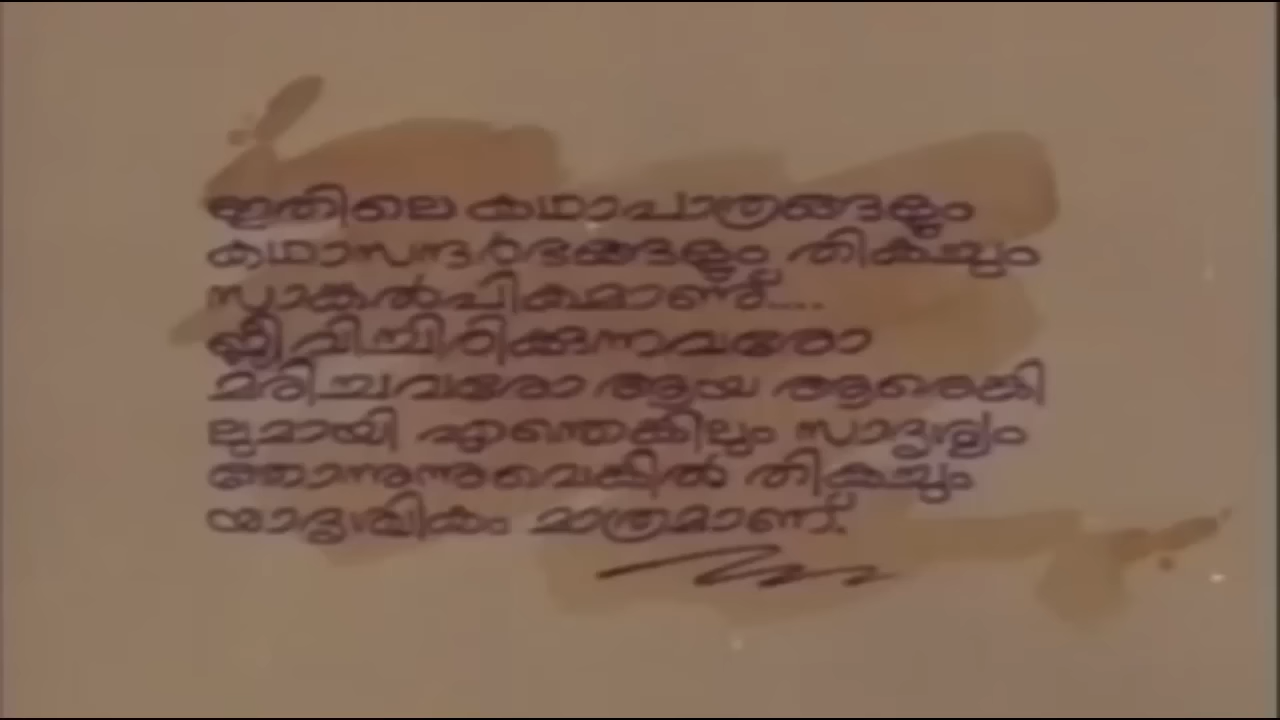 ഇതിലെ കഥാപാത്രങ്ങളും
കഥാസന്ദർഭങ്ങളും തികച്ചും
സാങ്കൽപികമാണ്....
ജീവിച്ചിരിക്കുന്നവരോ
മരിച്ചവരോ ആയ ആരെങ്കി
ലുമായി എന്തെങ്കിലും സാദൃശ്യം
തോന്നുന്നുവെങ്കിൽ തികച്ചും
യാദൃശ്ചികം മാത്രമാണ്.